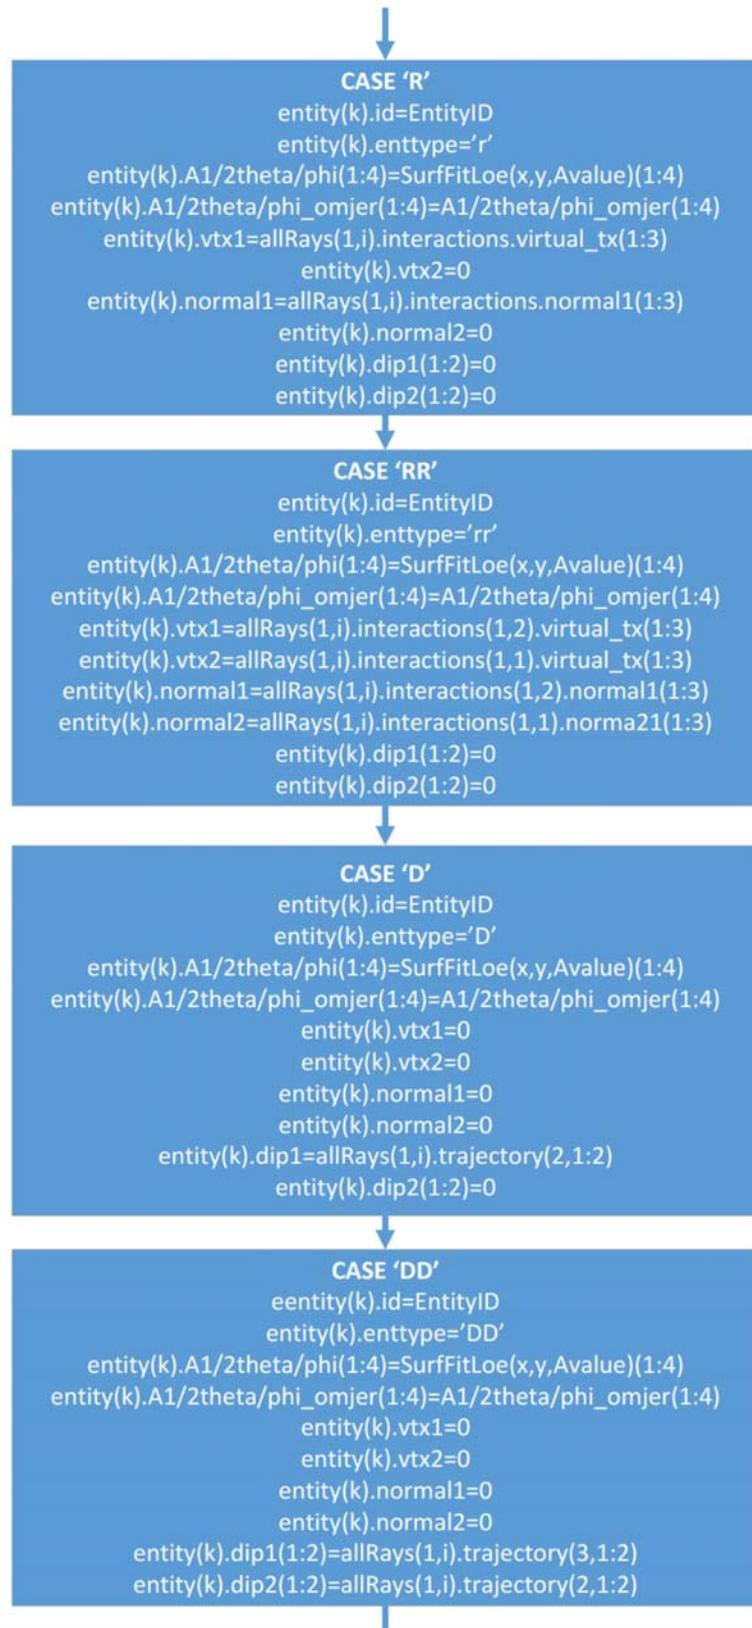 CASE ‘R’
entity(k).id=EntityID
entity(k).enttype=’r’
entity(k).A1/2theta/phi(1:4)=SurfFitLoe(x,y,Avalue)(1:4)
entity(k).A1/2theta/phi_omjer(1:4)=A1/2theta/phi_omjer(1:4)
entity(k).vtx1=allRays(1,i).interactions.virtual_tx(1:3)
entity(k).vtx2=0
entity(k).normal1=allRays(1,i).interactions.normal1(1:3)
entity(k).normal2=0
entity(k).dip1(1:2)=0
entity(k).dip2(1:2)=0
CASE ‘RR’
entity(k).id=EntityID
entity(k).enttype=’rr’
entity(k).A1/2theta/phi(1:4)=SurfFitLoe(x,y,Avalue)(1:4)
entity(k).A1/2theta/phi_omjer(1:4)=A1/2theta/phi_omjer(1:4)
entity(k).vtx1=allRays(1,i).interactions(1,2).virtual_tx(1:3)
entity(k).vtx2=allRays(1,i).interactions(1,1).virtual_tx(1:3)
entity(k).normal1=allRays(1,i).interactions(1,2).normal1(1:3)
entity(k).normal2=allRays(1,i).interactions(1,1).norma21(1:3)
entity(k).dip1(1:2)=0
entity(k).dip2(1:2)=0
CASE ‘D’
entity(k).id=EntityID
entity(k).enttype=’D’
entity(k).A1/2theta/phi(1:4)=SurfFitLoe(x,y,Avalue)(1:4)
entity(k).A1/2theta/phi_omjer(1:4)=A1/2theta/phi_omjer(1:4)
entity(k).vtx1=0
entity(k).vtx2=0
entity(k).normal1=0
entity(k).normal2=0
entity(k).dip1=allRays(1,i).trajectory(2,1:2)
entity(k).dip2(1:2)=0
CASE ‘DD’
eentity(k).id=EntityID
entity(k).enttype=’DD’
entity(k).A1/2theta/phi(1:4)=SurfFitLoe(x,y,Avalue)(1:4)
entity(k).A1/2theta/phi_omjer(1:4)=A1/2theta/phi_omjer(1:4)
entity(k).vtx1=0
entity(k).vtx2=0
entity(k).normal1=0
entity(k).normal2=0
entity(k).dip1(1:2)=allRays(1,i).trajectory(3,1:2)
entity(k).dip2(1:2)=allRays(1,i).trajectory(2,1:2)